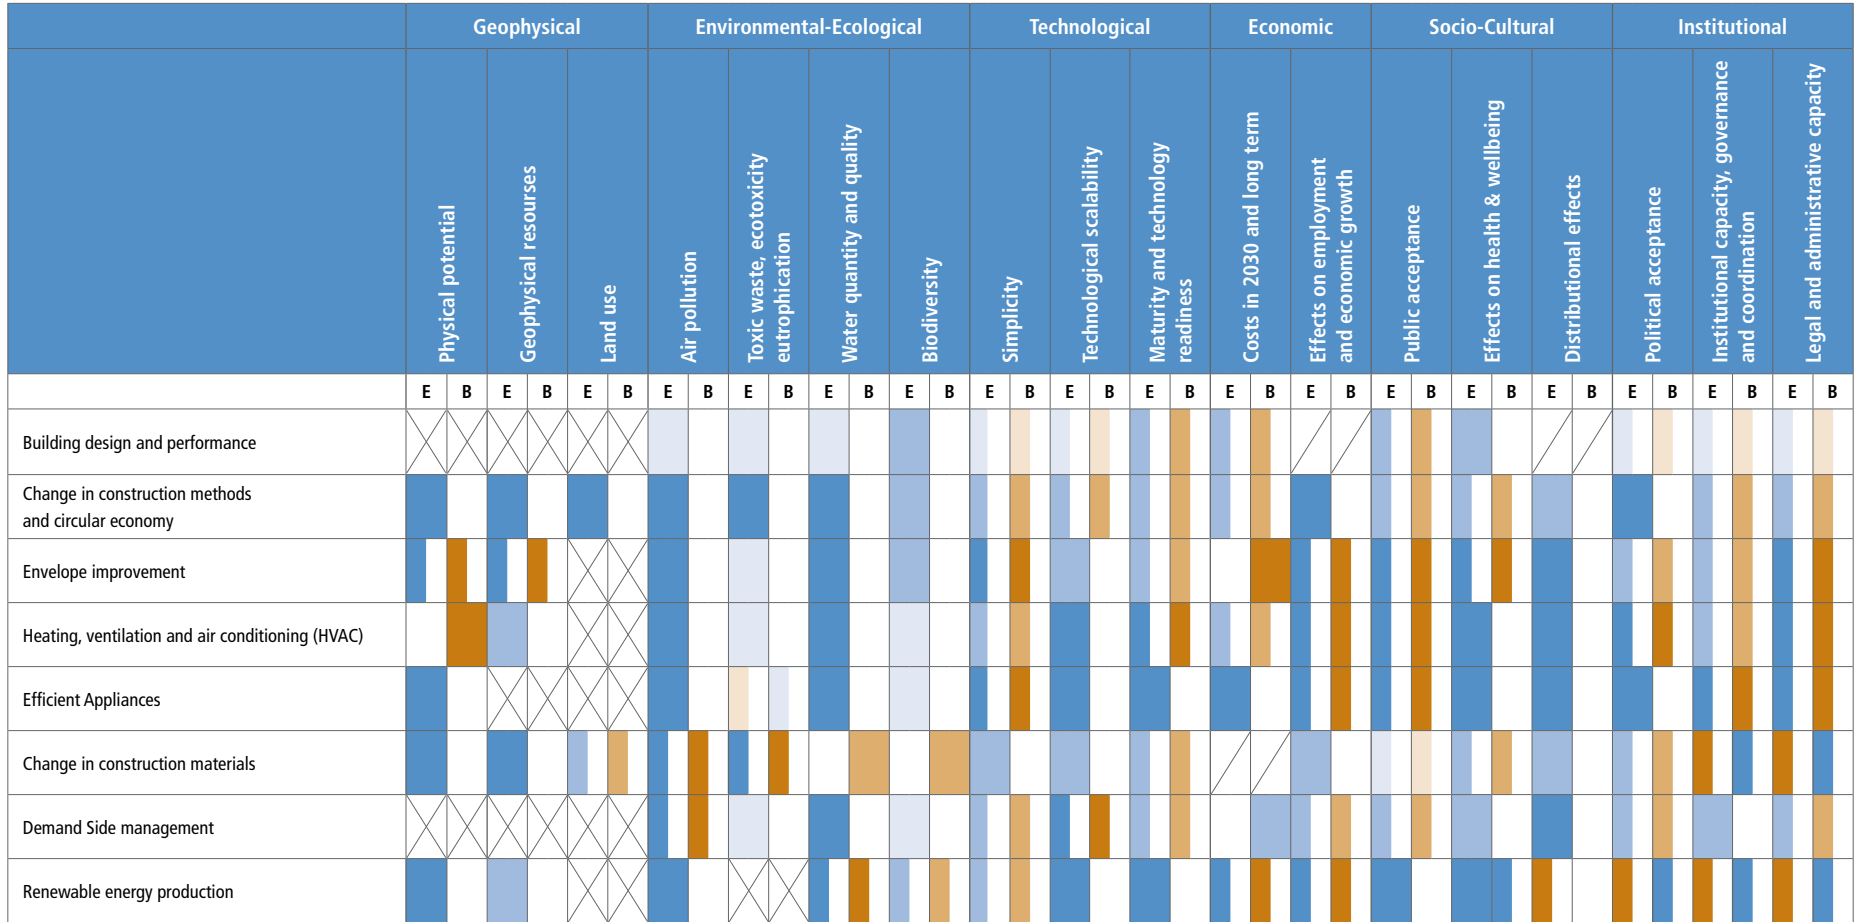 Geophysical Environmental-Ecological Technological Economic Socio-Cultural Institutional
Physical potential
Geophysical resourses
Land use
Air pollution
Toxic waste, ecotoxicity
eutrophication
Water quantity and quality
Biodiversity
Simplicity
Technological scalability
Maturity and technology
readiness
Costs in 2030 and long term
Effects on employment
and economic growth
Public acceptance
Effects on health & wellbeing
Distributional effects
Political acceptance
Institutional capacity, governance
and coordination
Legal and administrative capacity
E B E B E B E B E B E B E B E B E B E B E B E B E B E B E B E B E B E B
Building design and performance
Change in construction methods
and circular economy
Envelope improvement
Heating, ventilation and air conditioning (HVAC)
Efficient Appliances
Change in construction materials
Demand Side management
Renewable energy production